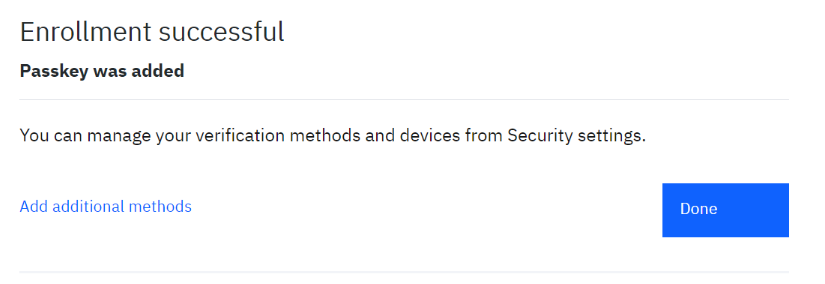 Enrollment successful
Passkey was added
You can manage your verification methods and devices from Security settings.
Add additional methods
Done